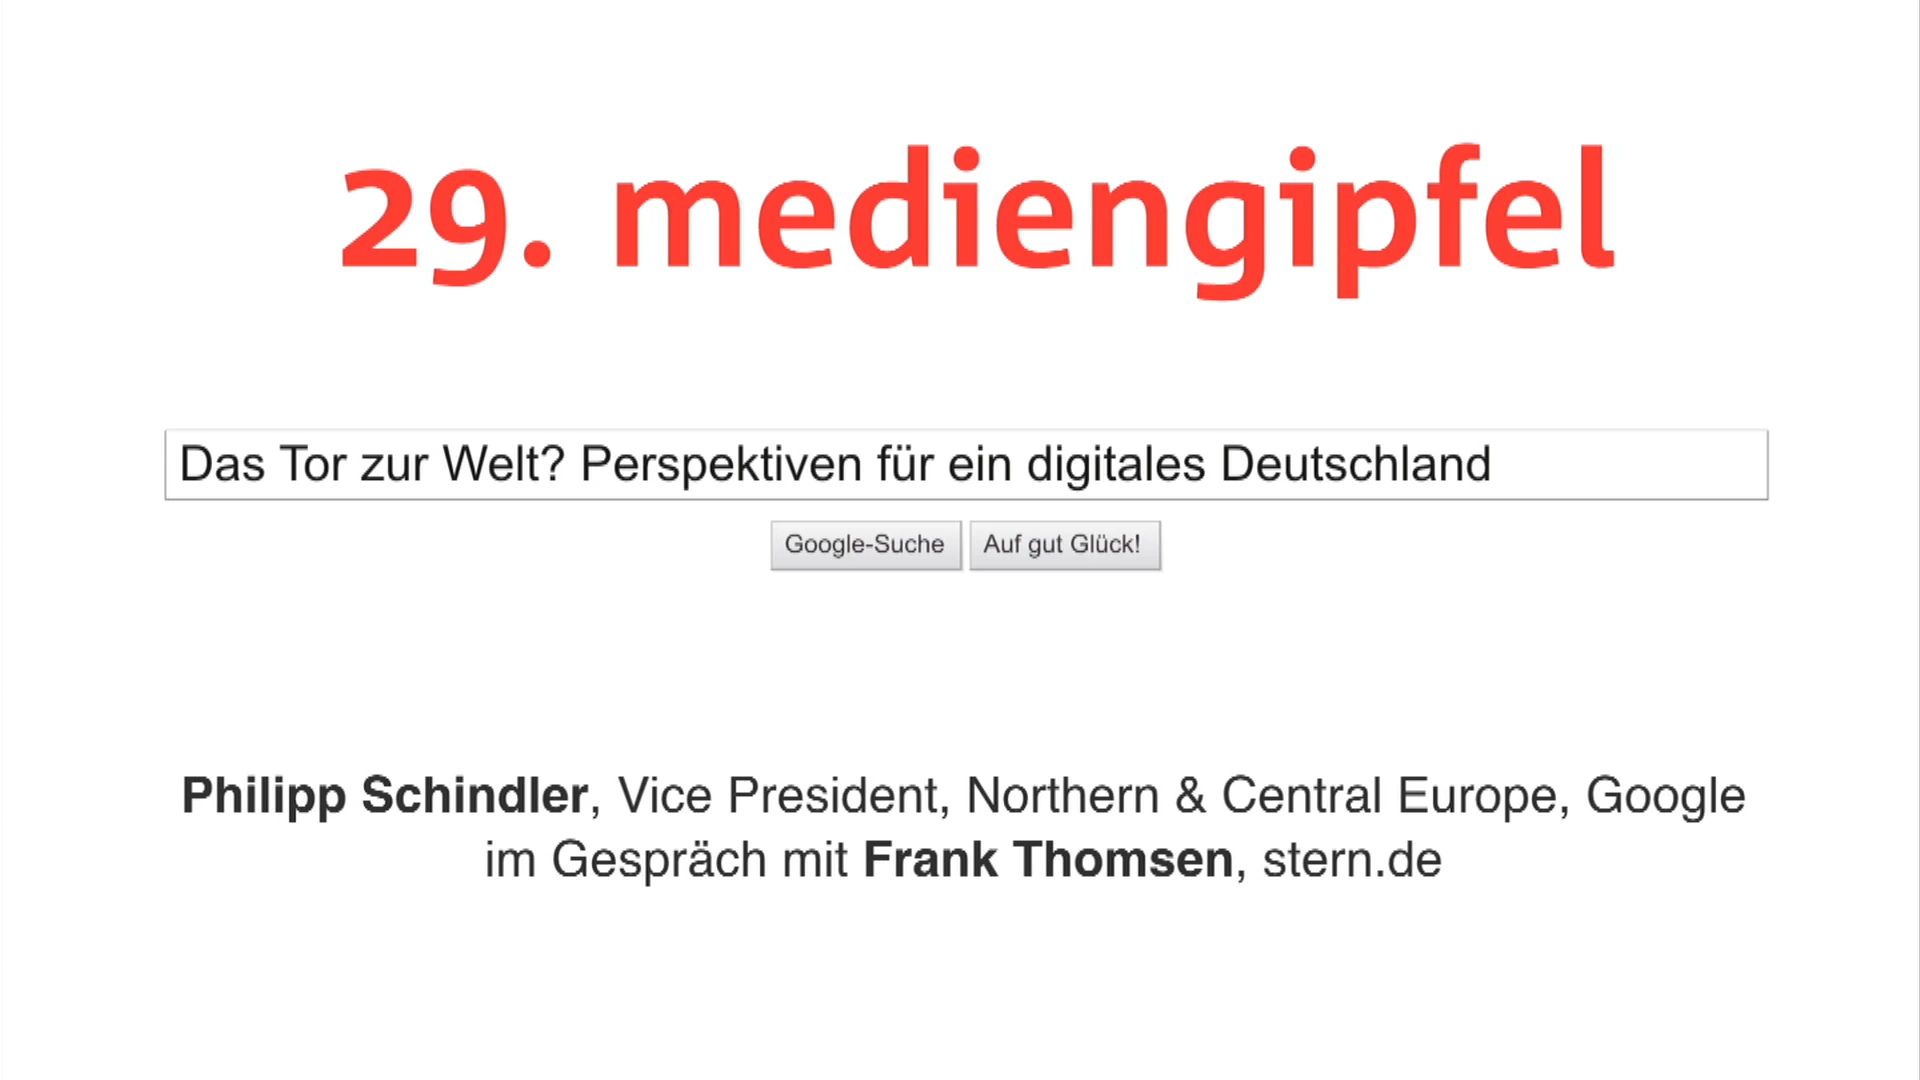 29. mediengipfel
Das Tor zur Welt? Perspektiven für ein digitales Deutschland
Google-Suche Auf gut Glück!
Philipp Schindler, Vice President, Northern & Central Europe, Google
im Gespräch mit Frank Thomsen, stern.de